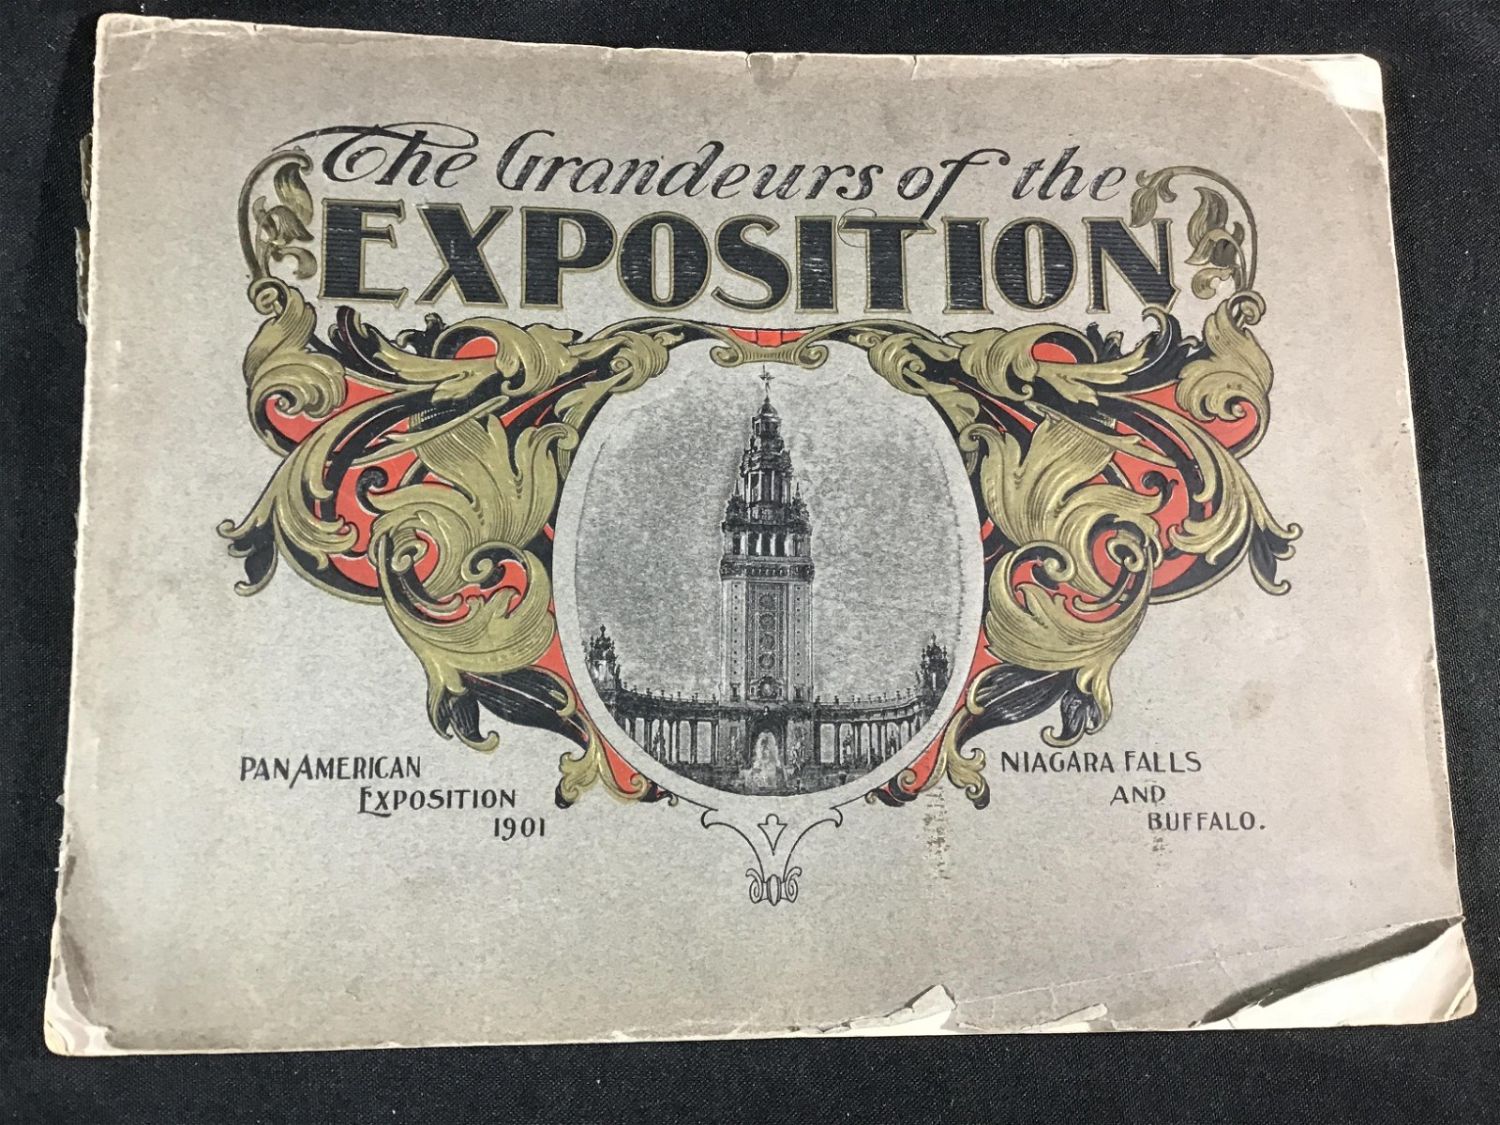 The Grandeurs of the
EXPOSITION
PAN AMERICAN
EXPOSITION
1901
NIAGARA FALLS
AND
BUFFALO.